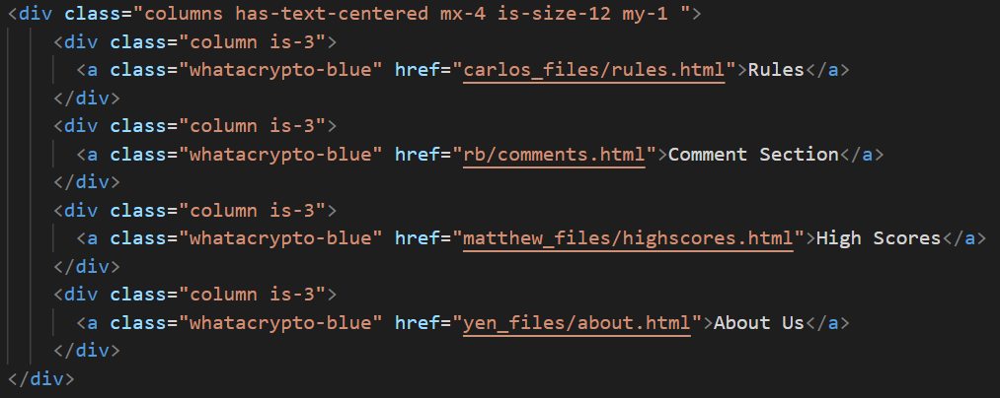 <div class="columns has-text-centered mx-4 is-size-12 my-1 ">
    <div class="column is-3">
      <a class="whatacrypto-blue" href="carlos_files/rules.html">Rules</a>
    </div>
    <div class="column is-3">
      <a class="whatacrypto-blue" href="rb/comments.html">Comment Section</a>
    </div>
    <div class="column is-3">
      <a class="whatacrypto-blue" href="matthew_files/highscores.html">High Scores</a>
    </div>
    <div class="column is-3">
      <a class="whatacrypto-blue" href="yen_files/about.html">About Us</a>
    </div>
</div>